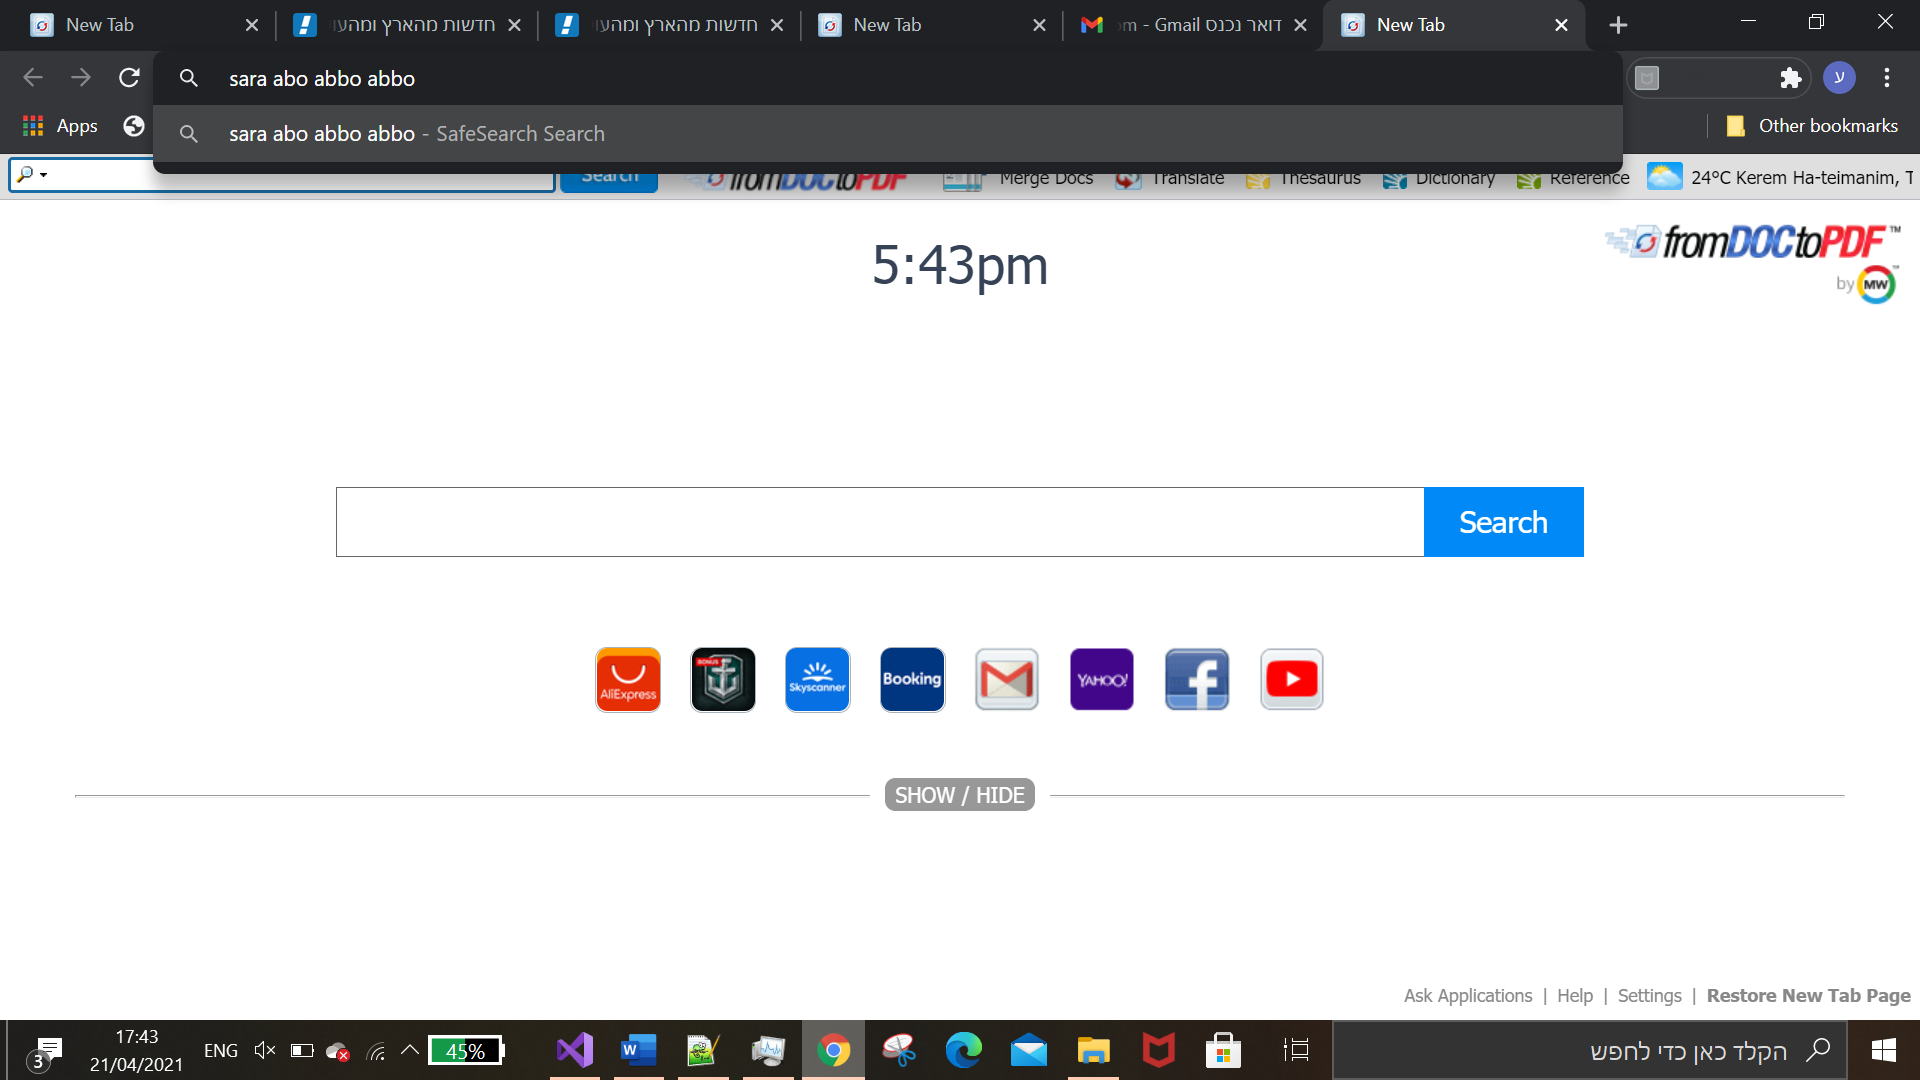 New Tab
חדשות מהארץ ומהעו
חדשות מהארץ ומהעו
New Tab
דואר נכנס om - Gmail
New Tab
sara abo abbo abbo
ע
Apps
sara abo abbo abbo - SafeSearch Search
Other bookmarks
Search
fromDOCtoPDF
Merge Docs
Translate
Thesaurus
Dictionary
Reference
24°C Kerem Ha-teimanim, T
5:43pm
fromDOCtoPDF™
by MW™
Search
AliExpress
BONUS
Skyscanner
Booking
YAHOO!
SHOW / HIDE
Ask Applications | Help | Settings | Restore New Tab Page
3
17:43
21/04/2021
ENG
45%
הקלד כאן כדי לחפש